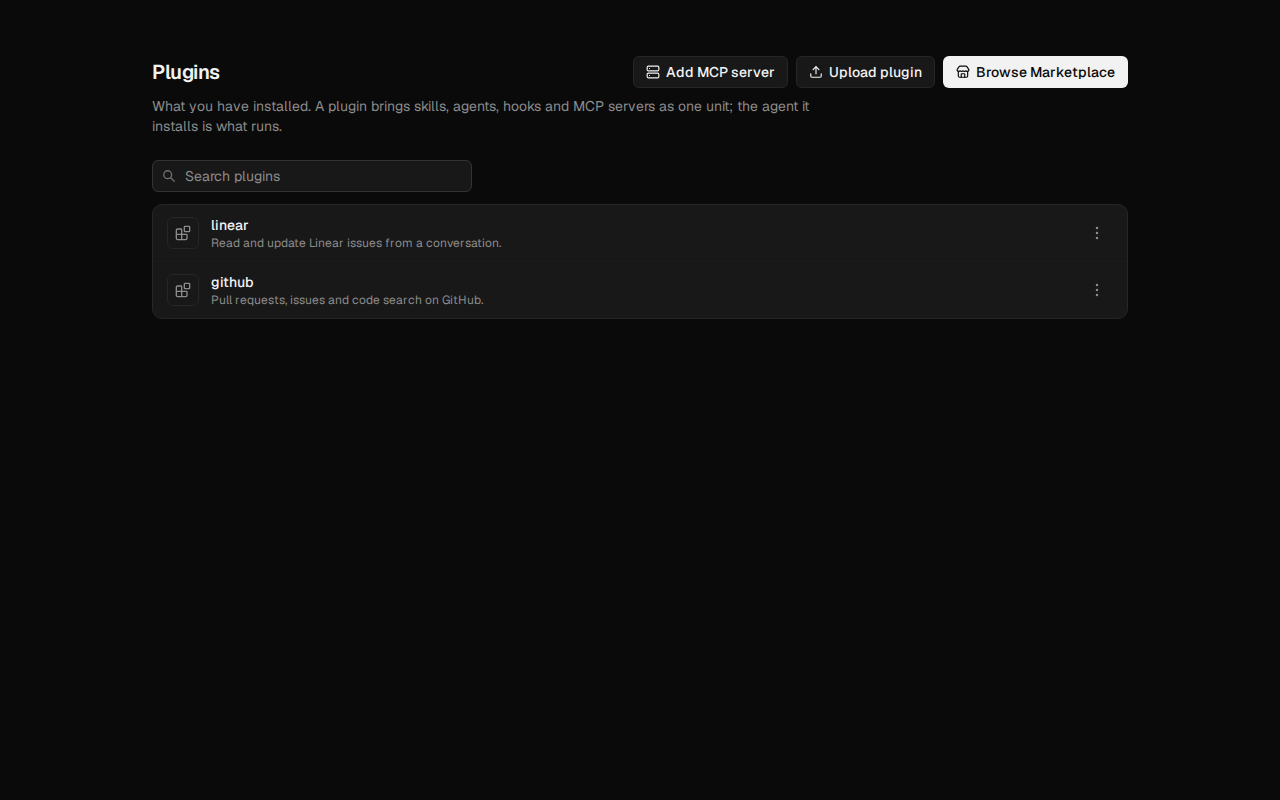 Plugins
Add MCP server
Upload plugin
Browse Marketplace
What you have installed. A plugin brings skills, agents, hooks and MCP servers as one unit; the agent it
installs is what runs.
Search plugins
linear
Read and update Linear issues from a conversation.
github
Pull requests, issues and code search on GitHub.